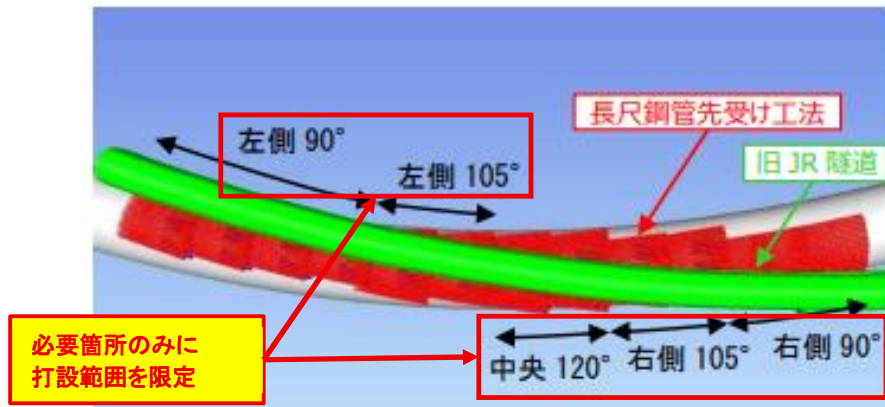 長尺鋼管先受け工法
左側 90°
旧 JR 隧道
左側 105°
必要箇所のみに
打設範囲を限定
中央 120°
右側 105°
右側 90°